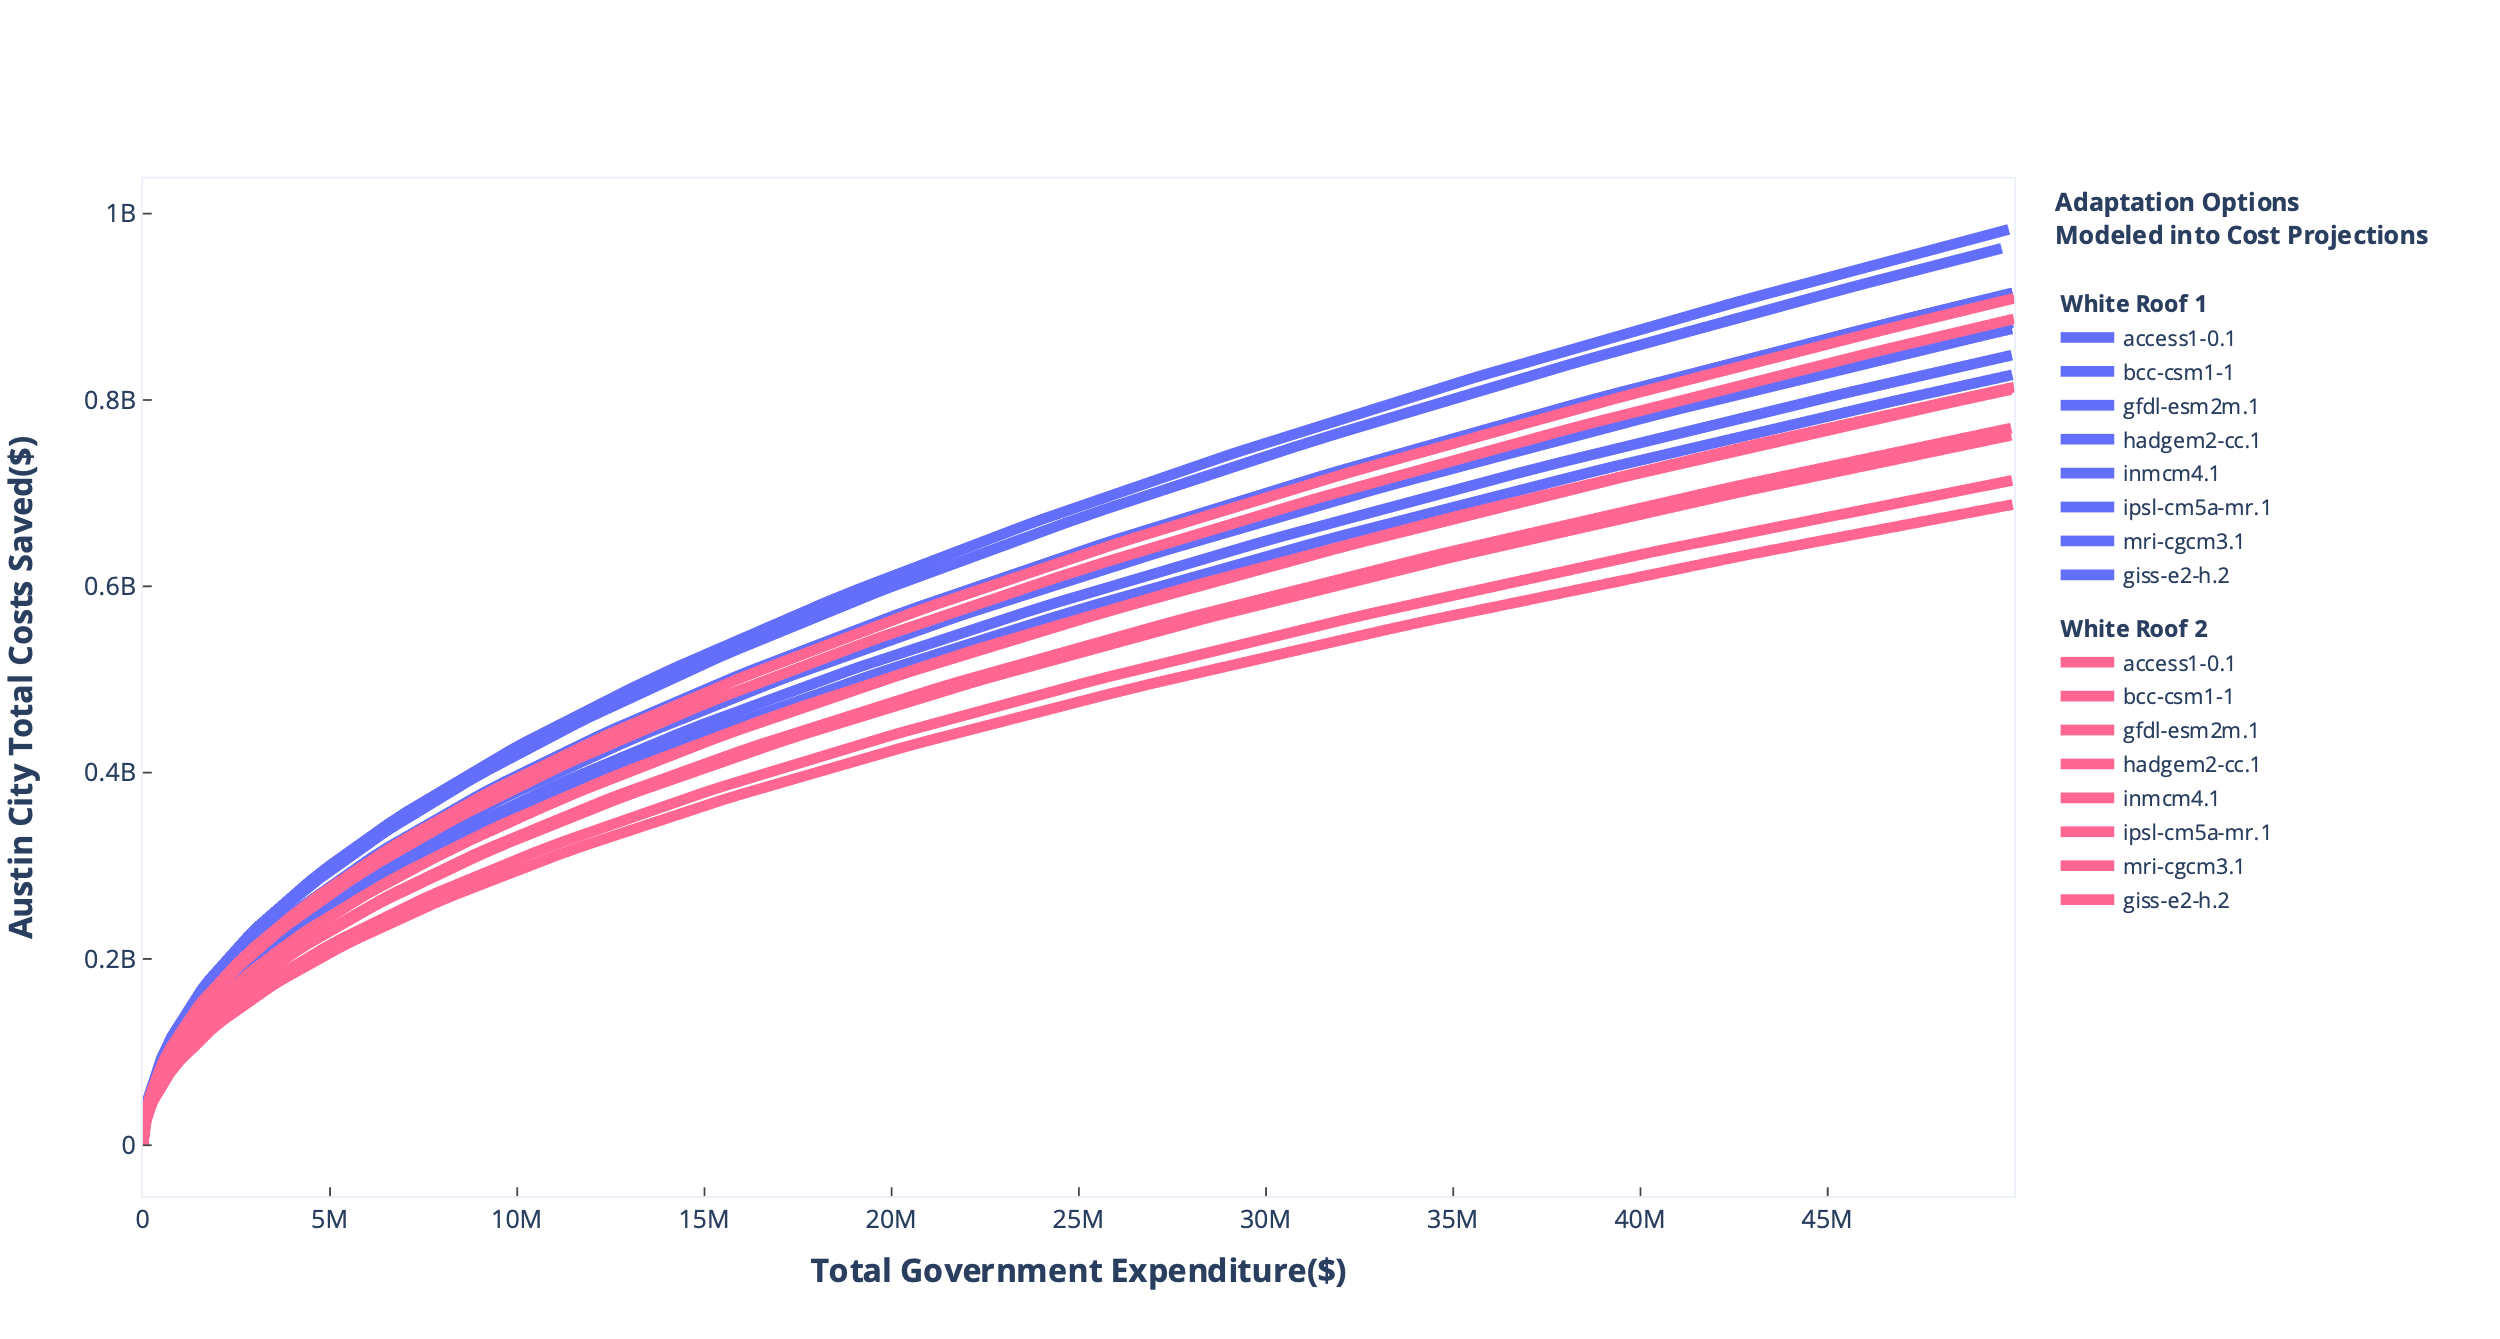 Adaptation Options
Modeled into Cost Projections
White Roof 1
access1-0.1
bcc-csm1-1
gfdl-esm2m.1
hadgem2-cc.1
inmcm4.1
ipsl-cm5a-mr.1
mri-cgcm3.1
giss-e2-h.2
White Roof 2
access1-0.1
bcc-csm1-1
gfdl-esm2m.1
hadgem2-cc.1
inmcm4.1
ipsl-cm5a-mr.1
mri-cgcm3.1
giss-e2-h.2
Austin City Total Costs Saved($)
1B
0.8B
0.6B
0.4B
0.2B
0
0 5M 10M 15M 20M 25M 30M 35M 40M 45M
Total Government Expenditure($)